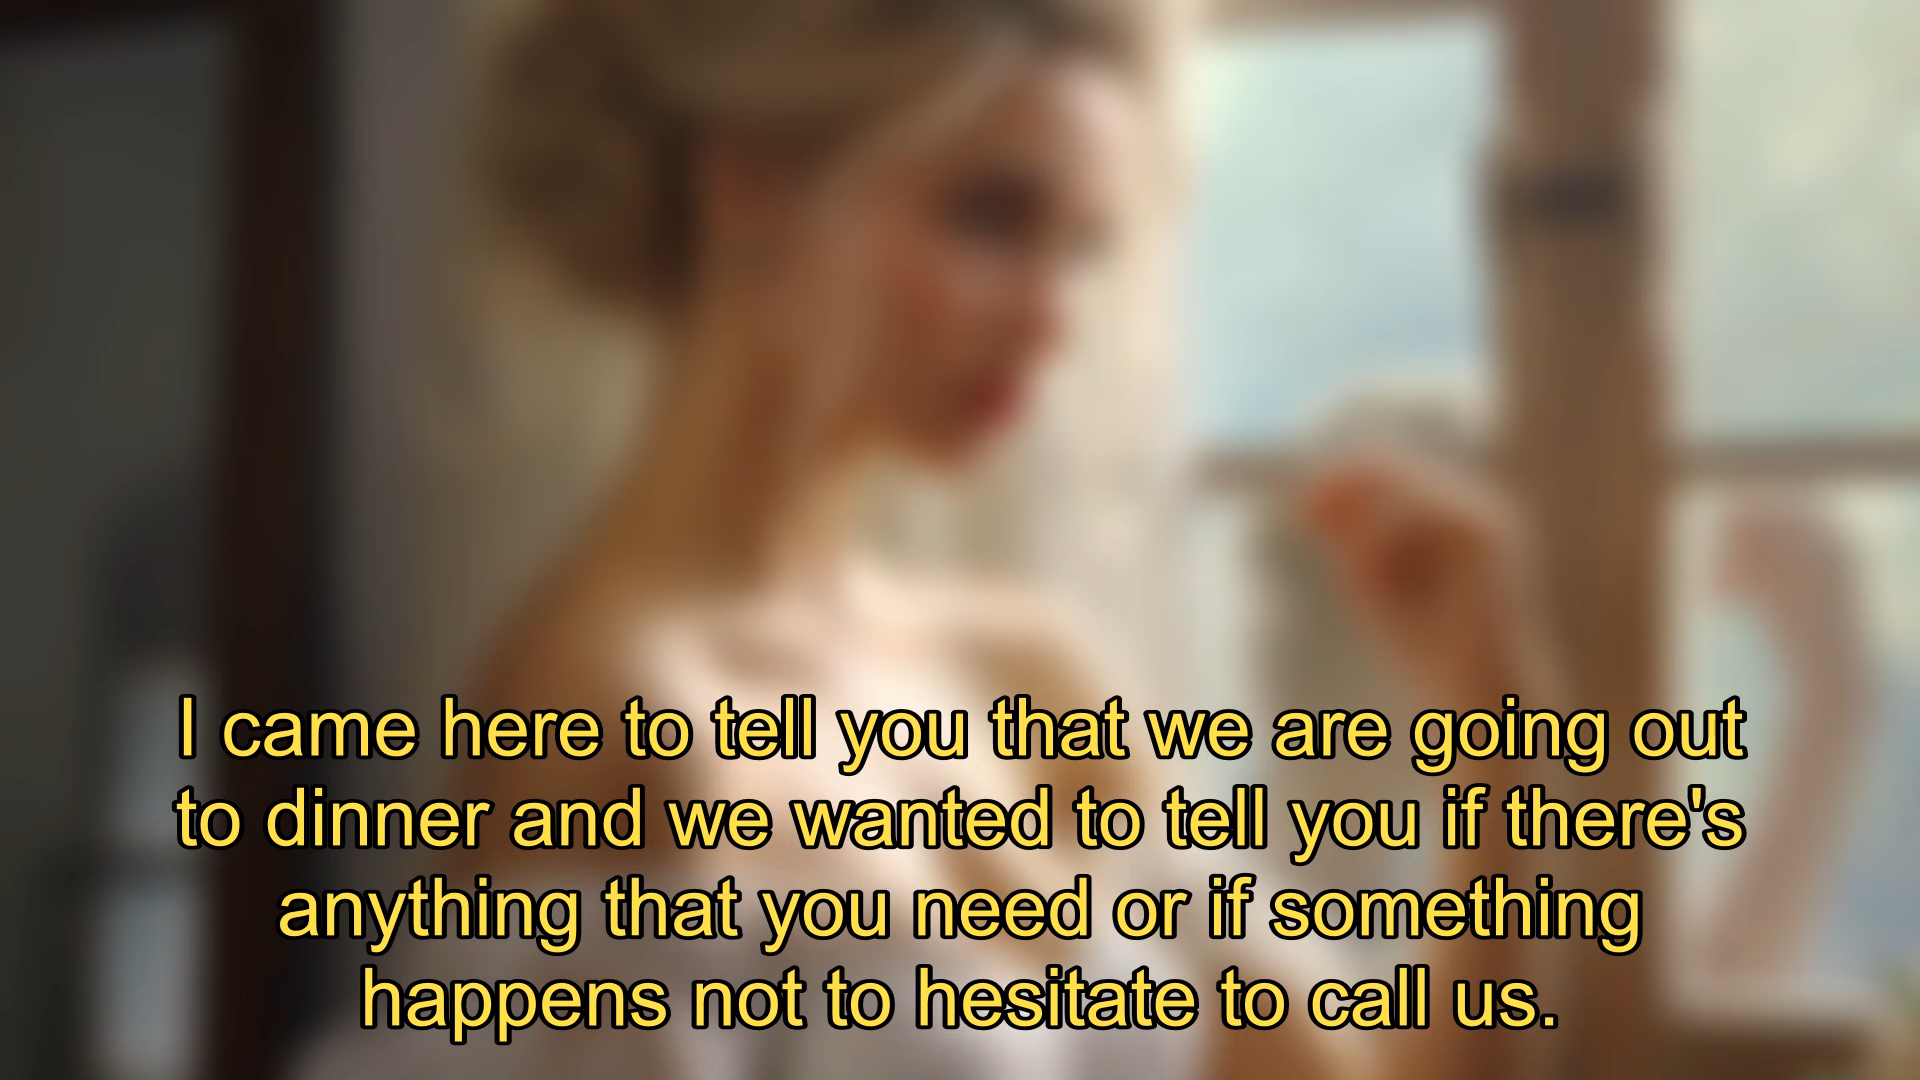 I came here to tell you that we are going out
to dinner and we wanted to tell you if there's
anything that you need or if something
happens not to hesitate to call us.